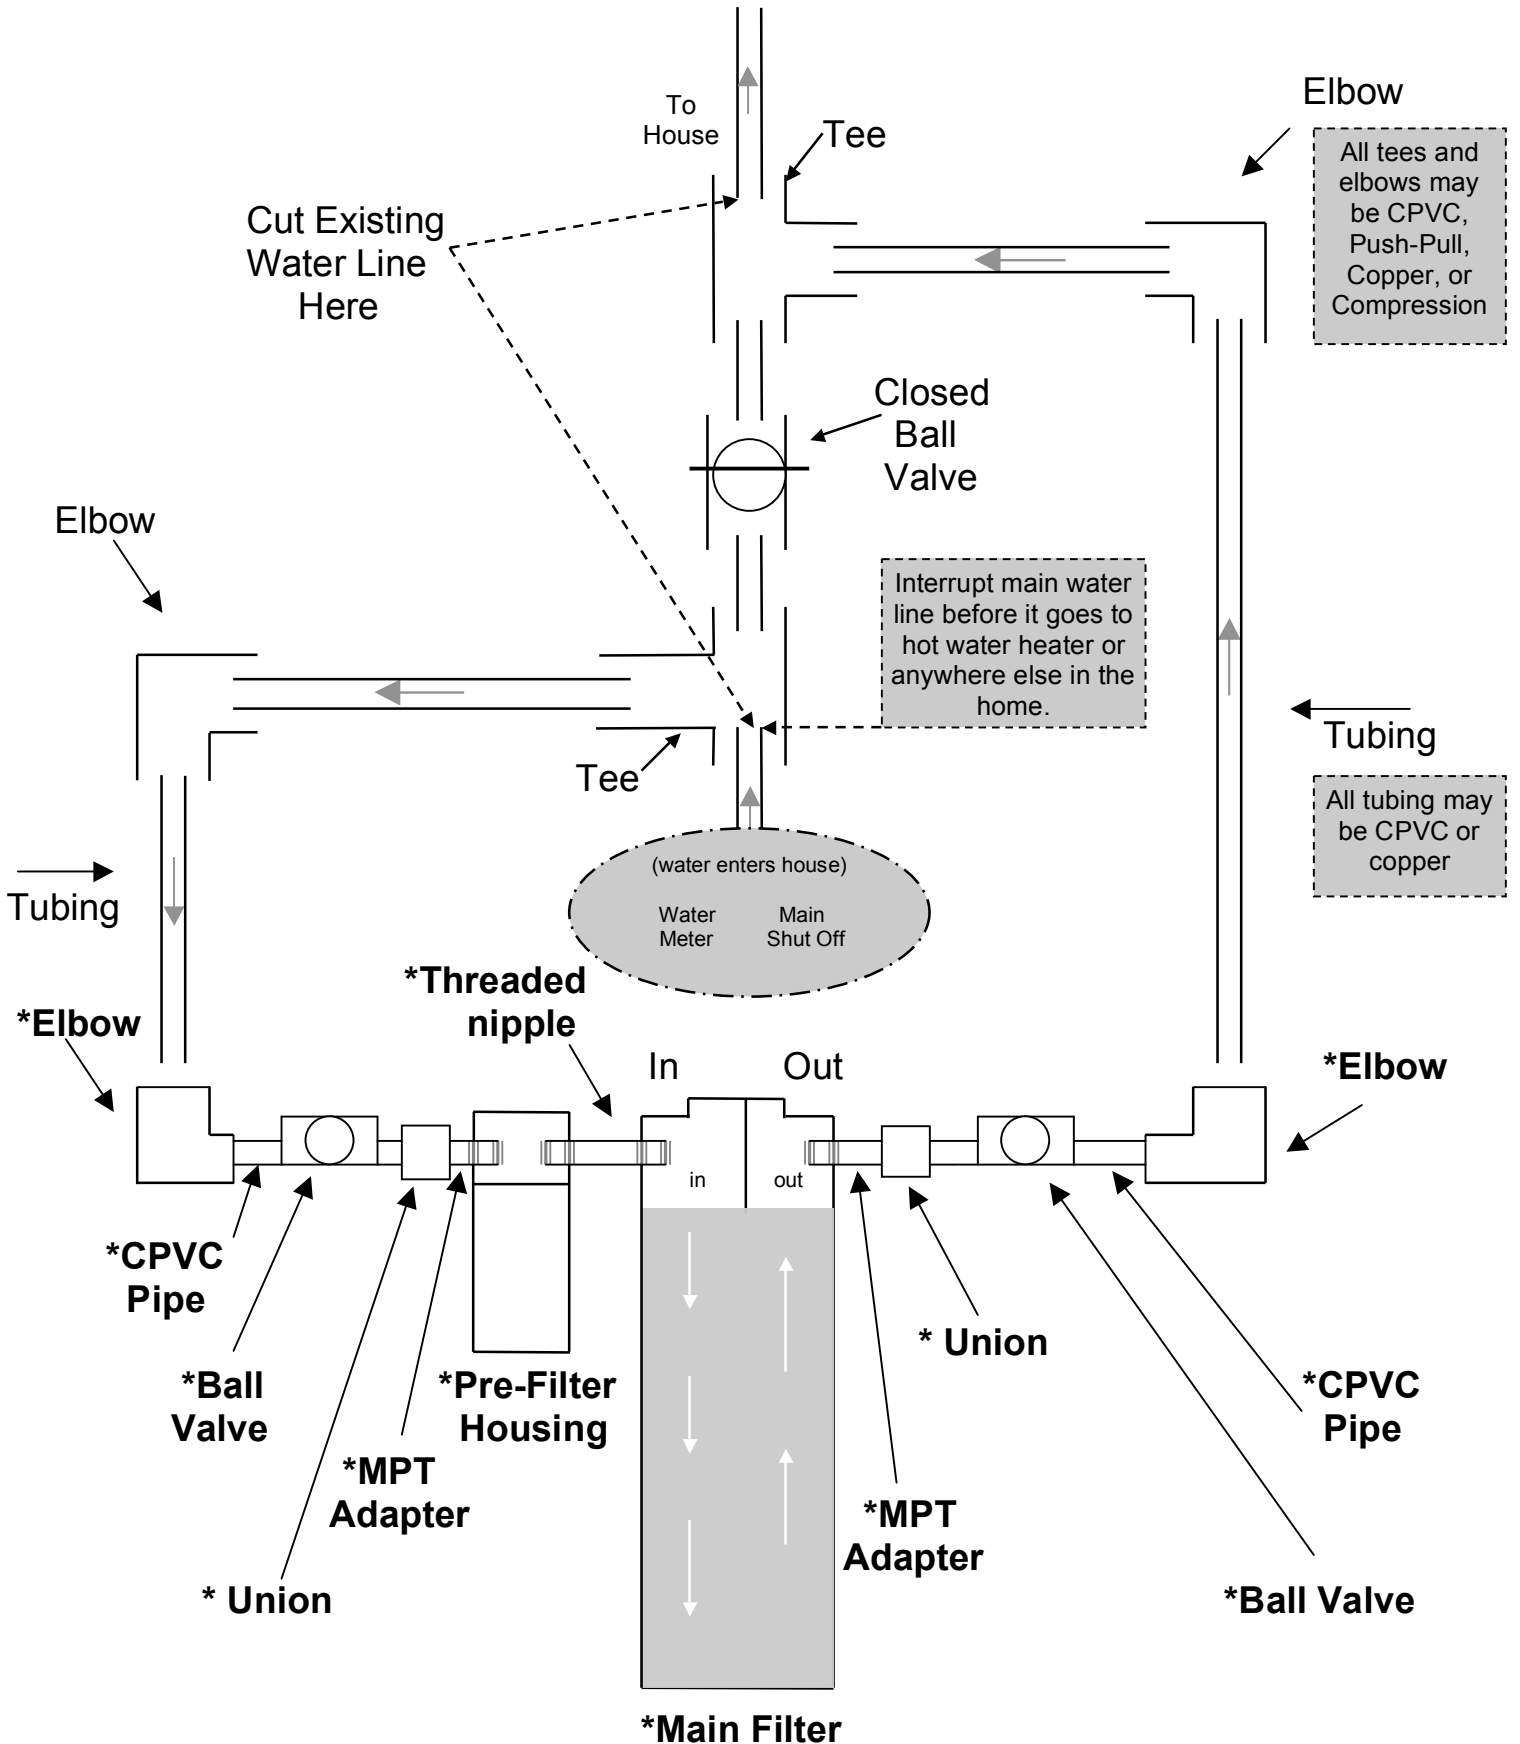 To
House
Tee
Elbow
All tees and
elbows may
be CPVC,
Push-Pull,
Copper, or
Compression
Cut Existing
Water Line
Here
Closed
Ball
Valve
Elbow
Interrupt main water
line before it goes to
hot water heater or
anywhere else in the
home.
Tee
Tubing
All tubing may
be CPVC or
copper
Tubing
(water enters house)
Water
Meter
Main
Shut Off
*Threaded
nipple
*Elbow
In
Out
*Elbow
in
out
*CPVC
Pipe
*Ball
Valve
*Pre-Filter
Housing
* Union
*CPVC
Pipe
*MPT
Adapter
*MPT
Adapter
* Union
*Ball Valve
*Main Filter